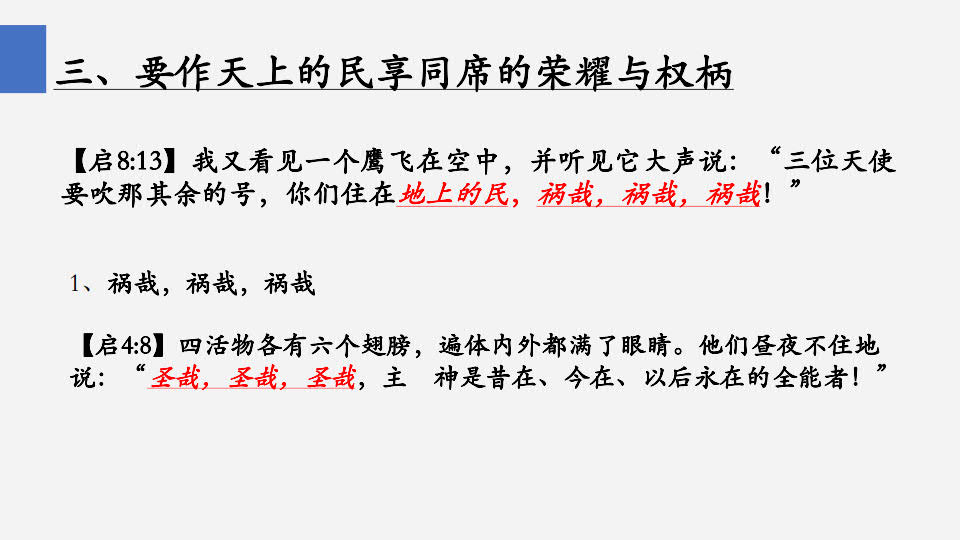 三、要作天上的民享同席的荣耀与权柄
【启8:13】我又看见一个鹰飞在空中，并听见它大声说：“三位天使
要吹那其余的号，你们住在地上的民，祸哉，祸哉，祸哉！”
1、祸哉，祸哉，祸哉
【启4:8】四活物各有六个翅膀，遍体内外都满了眼睛。他们昼夜不住地
说：“圣哉，圣哉，圣哉，主　神是昔在、今在、以后永在的全能者！”